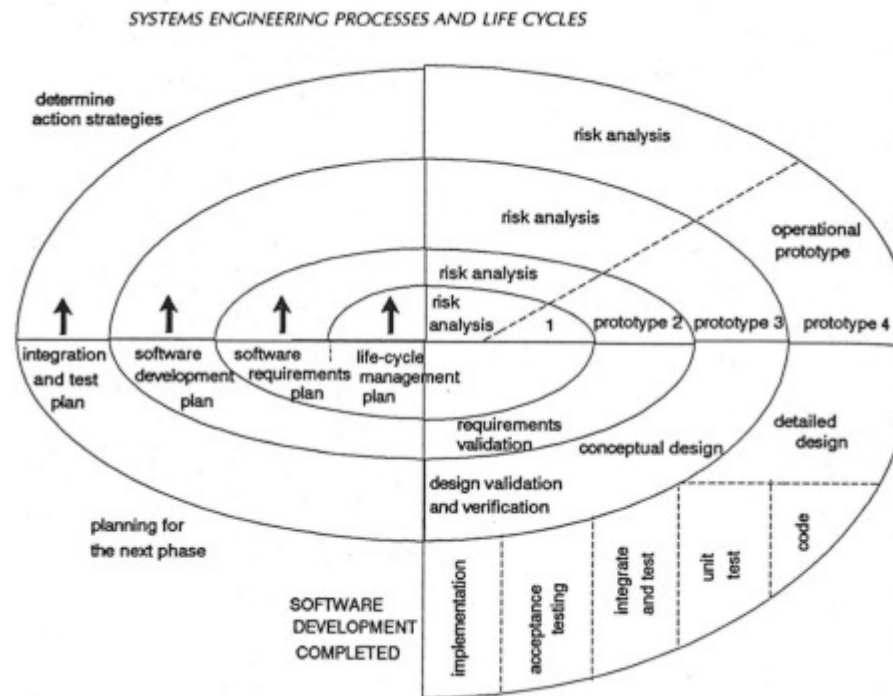 SYSTEMS ENGINEERING PROCESSES AND LIFE CYCLES
determine
action strategies
risk analysis
operational
prototype
risk analysis
risk analysis
risk
analysis
1
prototype 2
prototype 3
prototype 4
integration
and test
plan
software
development
plan
software
requirements
plan
life-cycle
management
plan
requirements
validation
conceptual design
detailed
design
design validation
and verification
planning for
the next phase
SOFTWARE
DEVELOPMENT
COMPLETED
implementation
acceptance
testing
integrate
and test
unit
test
code